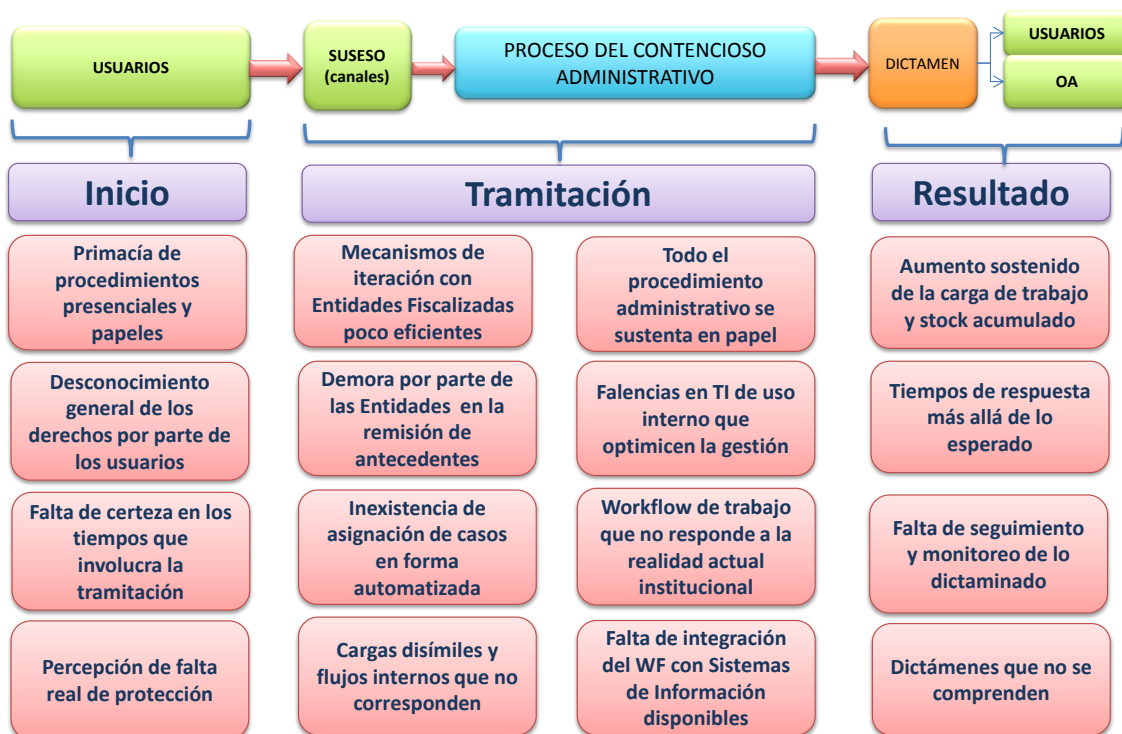 USUARIOS
SUSESO
(canales)
PROCESO DEL CONTENCIOSO
ADMINISTRATIVO
DICTAMEN
USUARIOS
OA
Inicio
Tramitación
Resultado
Primacía de
procedimientos
presenciales y
papeles
Desconocimiento
general de los
derechos por parte de
los usuarios
Falta de certeza en los
tiempos que
involucra la
tramitación
Percepción de falta
real de protección
Mecanismos de
iteración con
Entidades Fiscalizadas
poco eficientes
Demora por parte de
las Entidades en la
remisión de
antecedentes
Inexistencia de
asignación de casos
en forma
automatizada
Cargas disímiles y
flujos internos que no
corresponden
Todo el
procedimiento
administrativo se
sustenta en papel
Falencias en TI de uso
interno que
optimicen la gestión
Workflow de trabajo
que no responde a la
realidad actual
institucional
Falta de integración
del WF con Sistemas
de Información
disponibles
Aumento sostenido
de la carga de trabajo
y stock acumulado
Tiempos de respuesta
más allá de lo
esperado
Falta de seguimiento
y monitoreo de lo
dictaminado
Dictámenes que no se
comprenden